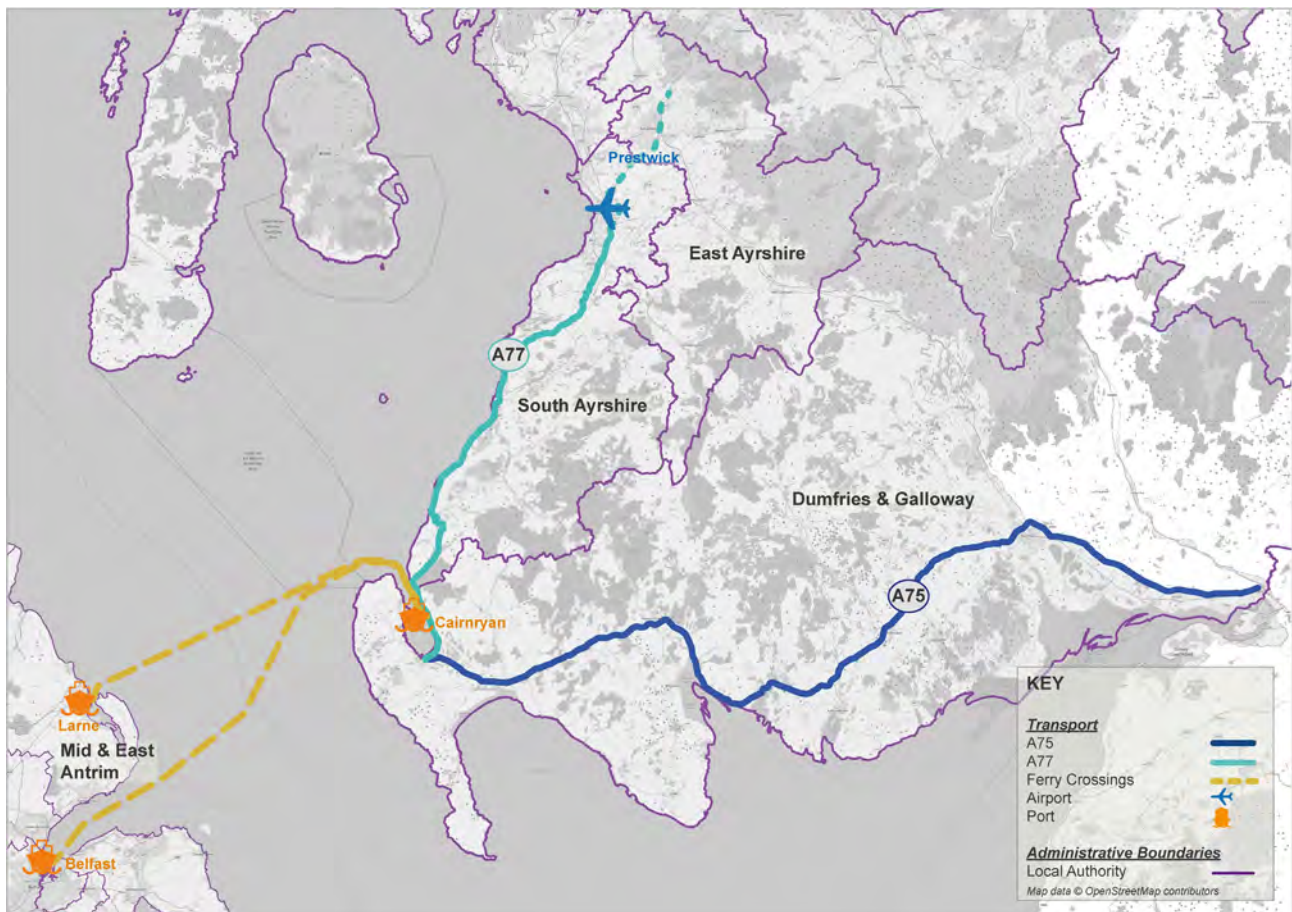 Prestwick
East Ayrshire
A77
South Ayrshire
Dumfries & Galloway
A75
Cairnryan
Larne
Mid & East
Antrim
Belfast
KEY
Transport
A75
A77
Ferry Crossings
Airport
Port
Administrative Boundaries
Local Authority
Map data © OpenStreetMap contributors